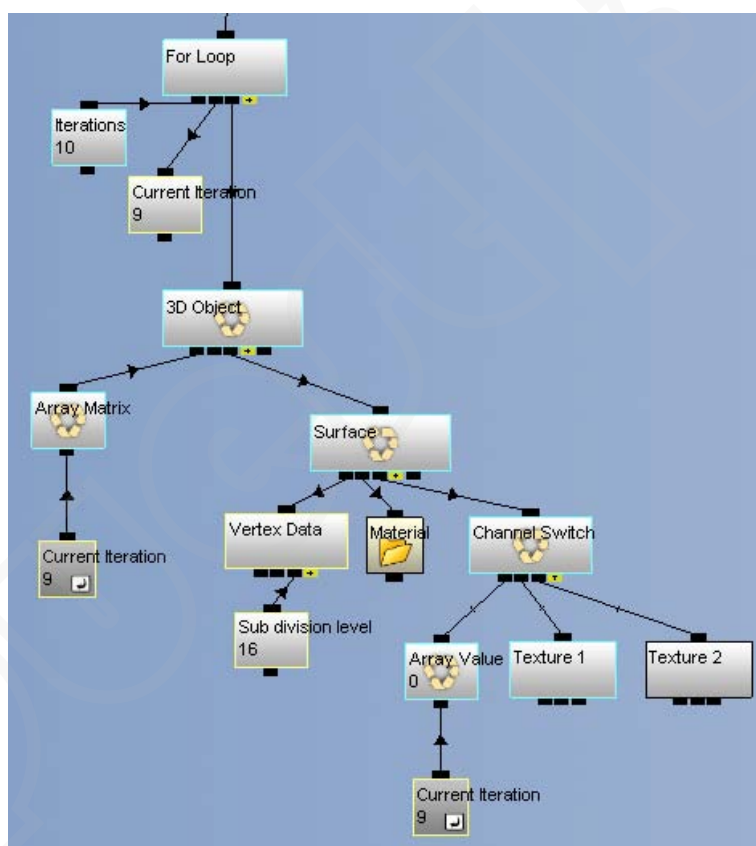 For Loop
Iterations
10
Current Iteration
9
3D Object
Array Matrix
Surface
Current Iteration
9
Vertex Data
Material
Channel Switch
Sub division level
16
Array Value
0
Texture 1
Texture 2
Current Iteration
9